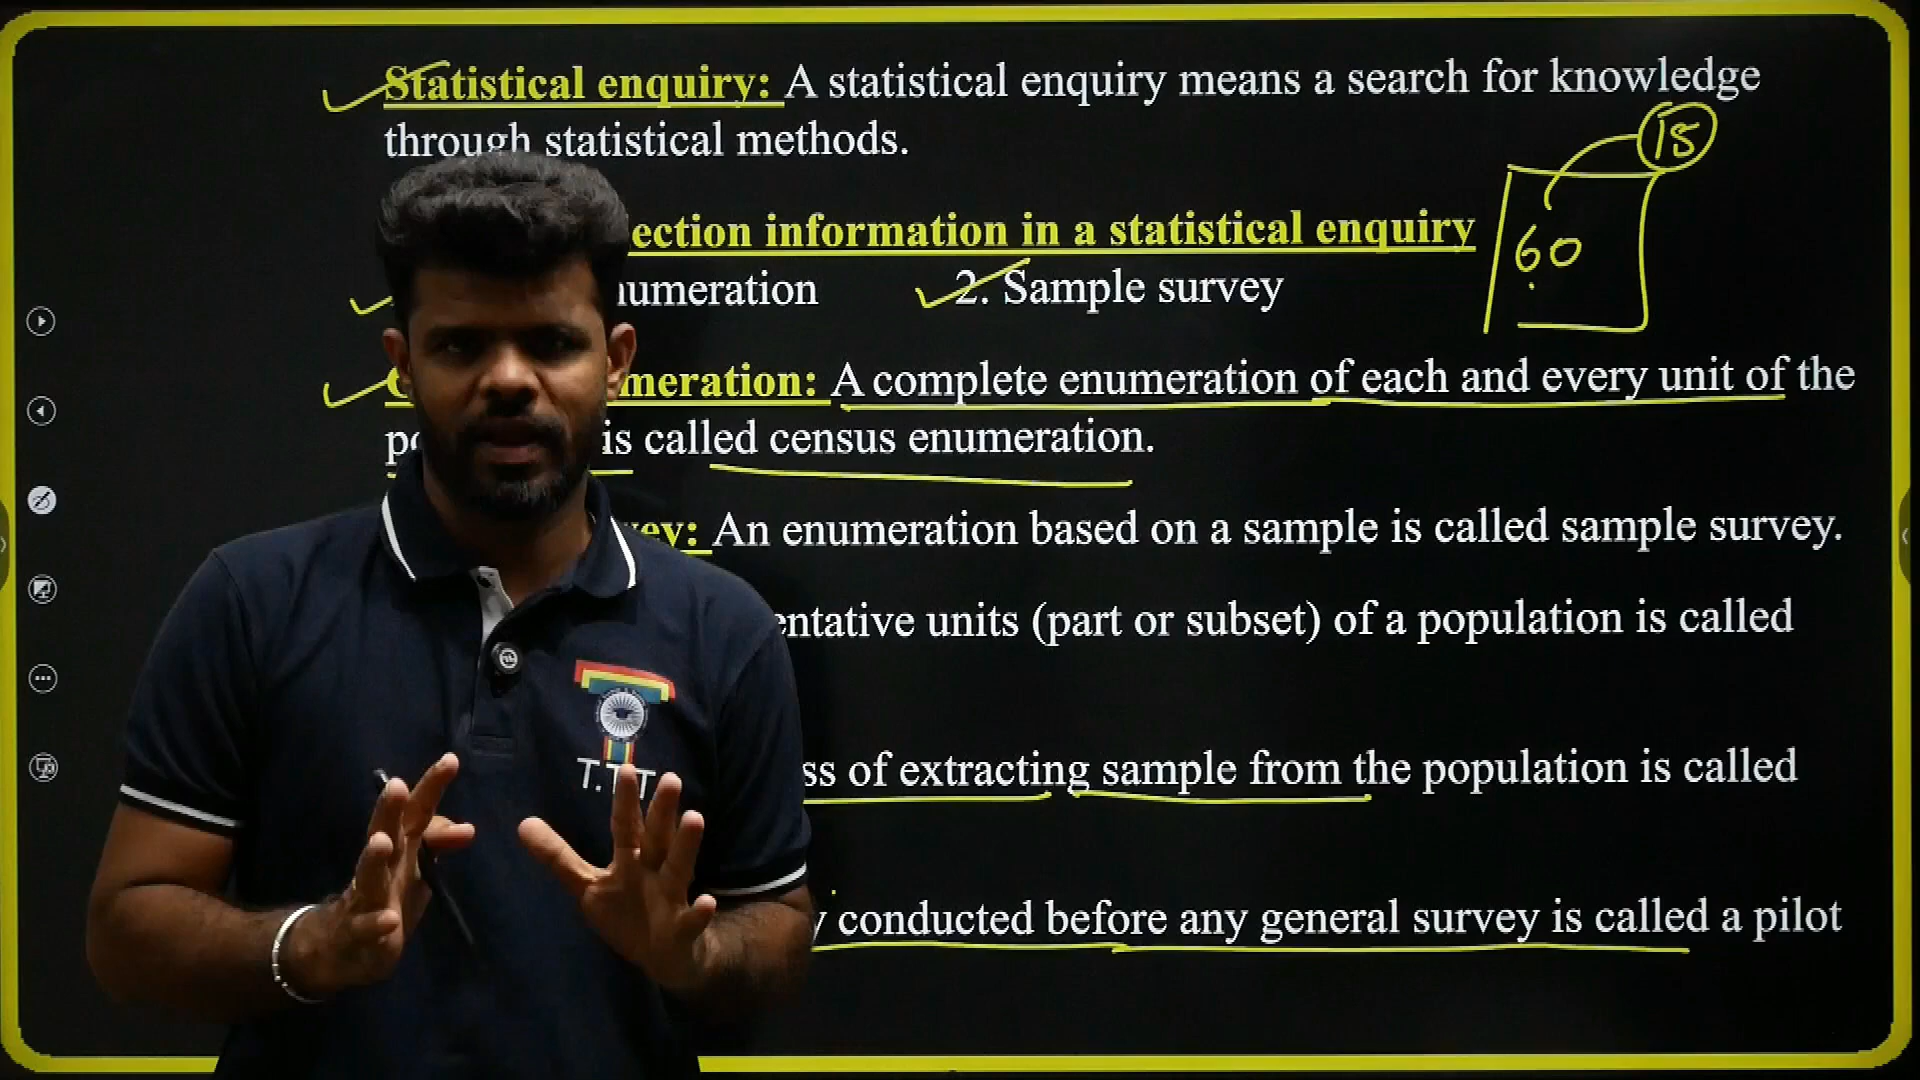 Statistical enquiry: A statistical enquiry means a search for knowledge
through statistical methods.
15
ection information in a statistical enquiry
60
umeration 2. Sample survey
meration: A complete enumeration of each and every unit of the
is called census enumeration.
vey: An enumeration based on a sample is called sample survey.
entative units (part or subset) of a population is called
T.T.T
ss of extracting sample from the population is called
y conducted before any general survey is called a pilot